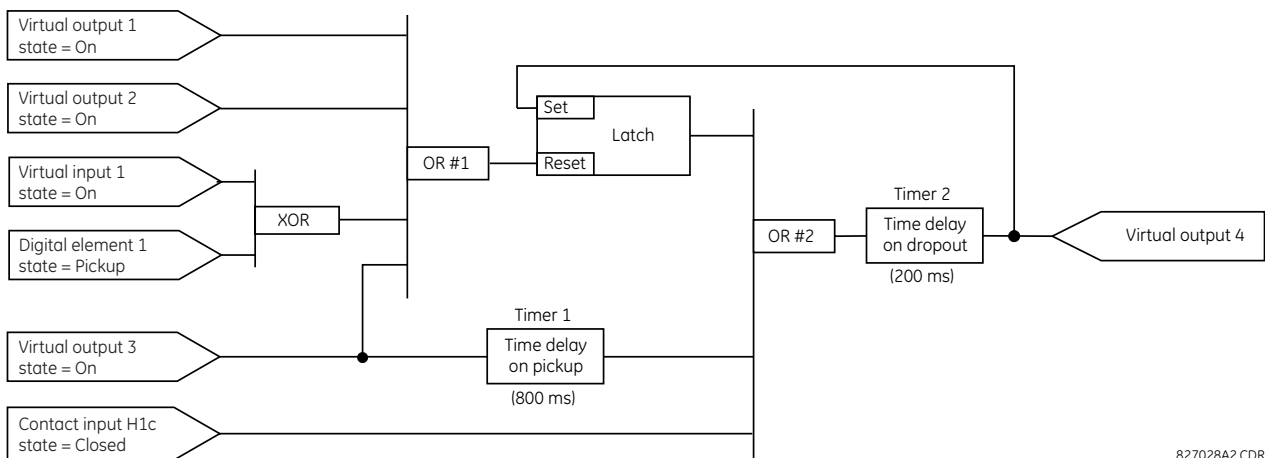 Virtual output 1
state = On
Virtual output 2
state = On
Virtual input 1
state = On
Digital element 1
state = Pickup
XOR
OR #1
Set
Latch
Reset
OR #2
Timer 2
Time delay
on dropout
(200 ms)
Virtual output 4
Virtual output 3
state = On
Timer 1
Time delay
on pickup
(800 ms)
Contact input H1c
state = Closed
827028A2.CDR